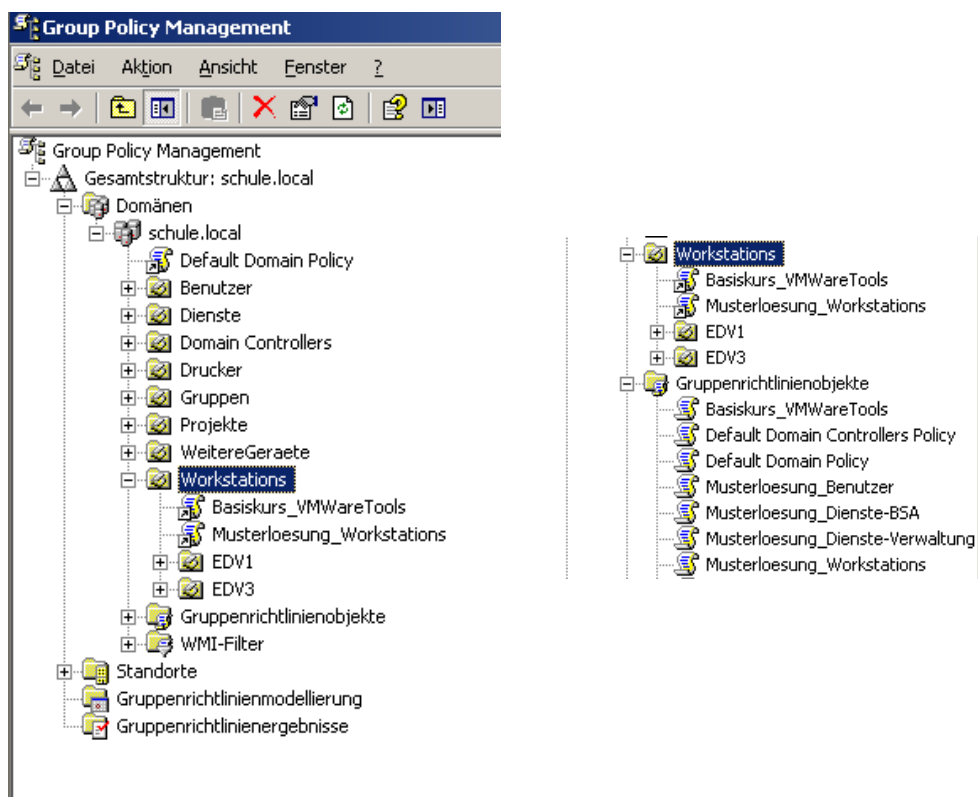 Group Policy Management
Datei Aktion Ansicht Fenster ?
Group Policy Management
Gesamtstruktur: schule.local
Domänen
schule.local
Default Domain Policy
Benutzer
Dienste
Domain Controllers
Drucker
Gruppen
Projekte
WeitereGeraete
Workstations
Basiskurs_VMWareTools
Musterloesung_Workstations
EDV1
EDV3
Gruppenrichtlinienobjekte
WMI-Filter
Standorte
Gruppenrichtlinienmodellierung
Gruppenrichtlinienergebnisse
Workstations
Basiskurs_VMWareTools
Musterloesung_Workstations
EDV1
EDV3
Gruppenrichtlinienobjekte
Basiskurs_VMWareTools
Default Domain Controllers Policy
Default Domain Policy
Musterloesung_Benutzer
Musterloesung_Dienste-BSA
Musterloesung_Dienste-Verwaltung
Musterloesung_Workstations